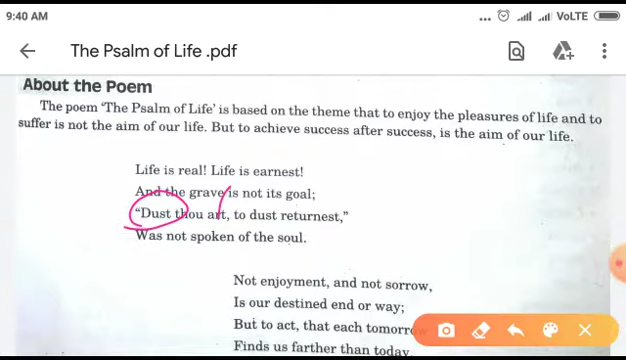 9:40 AM
VoLTE
The Psalm of Life .pdf
About the Poem
The poem 'The Psalm of Life' is based on the theme that to enjoy the pleasures of life and to
suffer is not the aim of our life. But to achieve success after success, is the aim of our life.
Life is real! Life is earnest!
And the grave is not its goal;
"Dust thou art, to dust returnest,"
Was not spoken of the soul.
Not enjoyment, and not sorrow,
Is our destined end or way;
But to act, that each
Finds us farther than today.